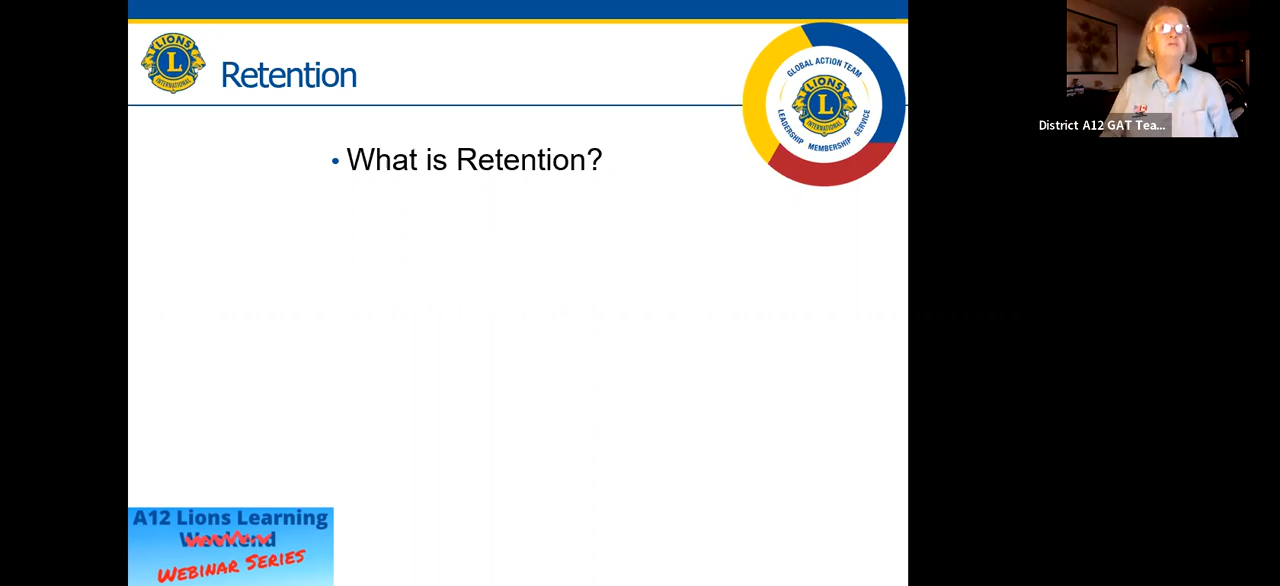 LIONS
L
INTERNATIONAL
Retention
GLOBAL ACTION TEAM
LIONS
L
INTERNATIONAL
LEADERSHIP MEMBERSHIP SERVICE
• What is Retention?
District A12 GAT Tea...
A12 Lions Learning
Weekend
WEBINAR SERIES